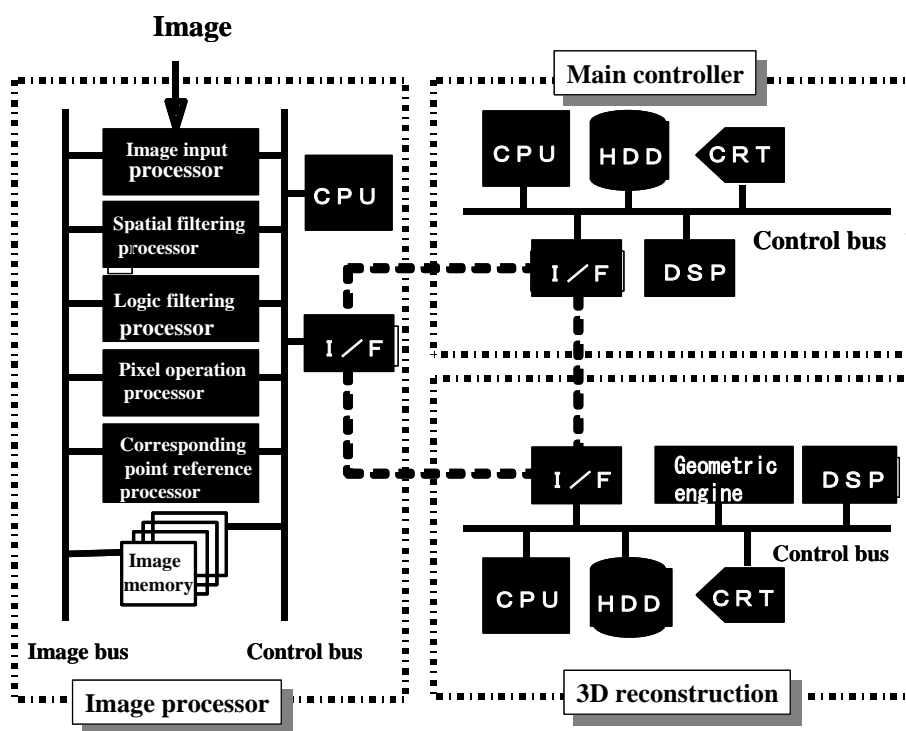 Image
Image input
processor
Spatial filtering
processor
Logic filtering
processor
Pixel operation
processor
Corresponding
point reference
processor
Image
memory
CPU
I/F
Image bus
Control bus
Image processor
Main controller
CPU
HDD
CRT
Control bus
I/F
DSP
I/F
Geometric
engine
DSP
Control bus
CPU
HDD
CRT
3D reconstruction